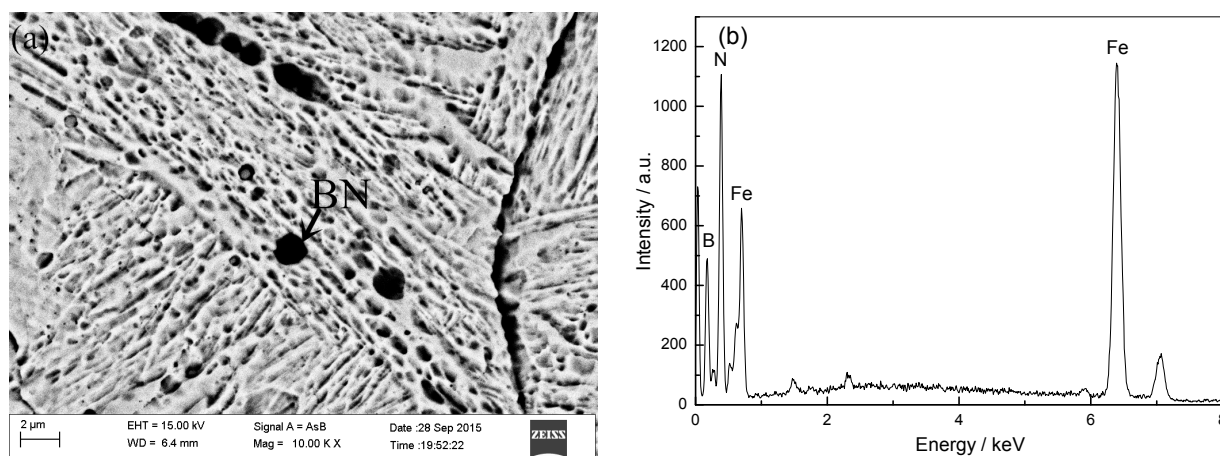 (a)
BN
2 µm
EHT = 15.00 kV
Signal A = AsB
Date :28 Sep 2015
WD = 6.4 mm
Mag = 10.00 K X
Time :19:52:22
ZEISS
(b)
1200
1000
800
600
400
200
0
Intensity / a.u.
N
Fe
Fe
B
0 2 4 6 8
Energy / keV